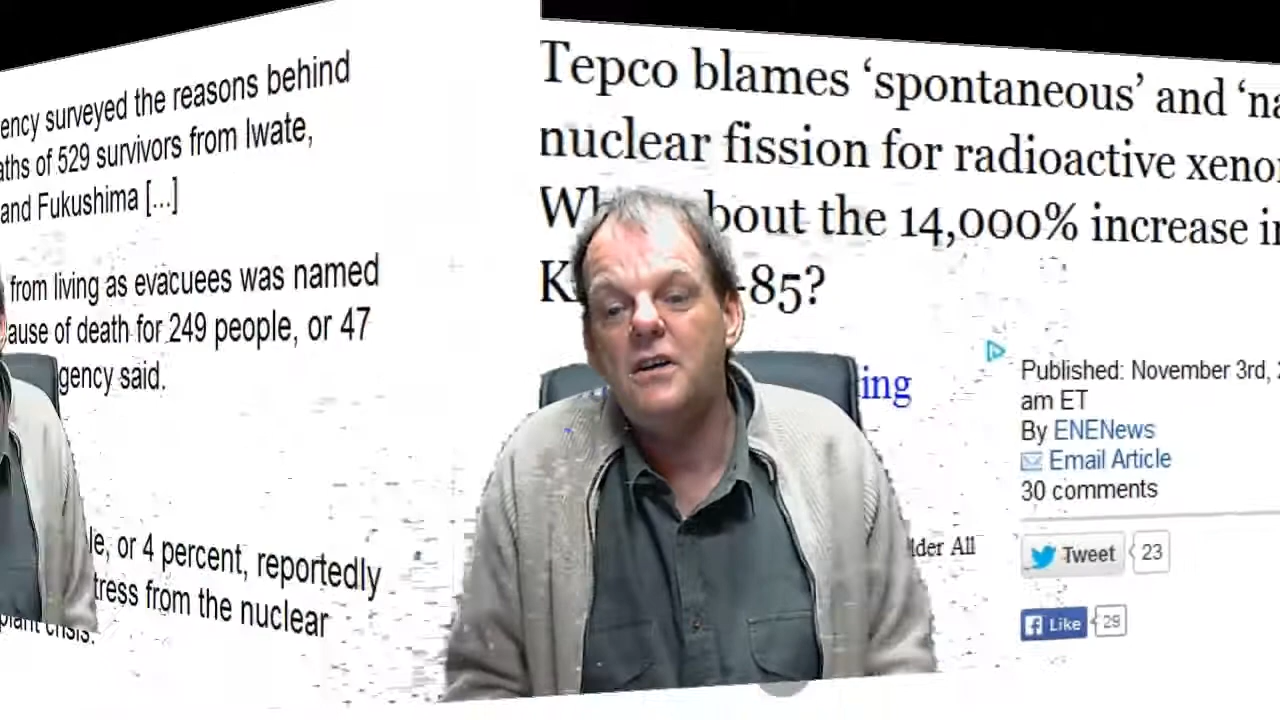 ency surveyed the reasons behind
aths of 529 survivors from Iwate,
and Fukushima [...]
from living as evacuees was named
ause of death for 249 people, or 47
gency said.
le, or 4 percent, reportedly
tress from the nuclear
plant crisis.
Tepco blames ‘spontaneous’ and ‘na
nuclear fission for radioactive xeno
Wh bout the 14,000% increase in
K -85?
ing
Published: November 3rd, 2
am ET
By ENENews
Email Article
30 comments
lder All
Tweet 23
Like 29